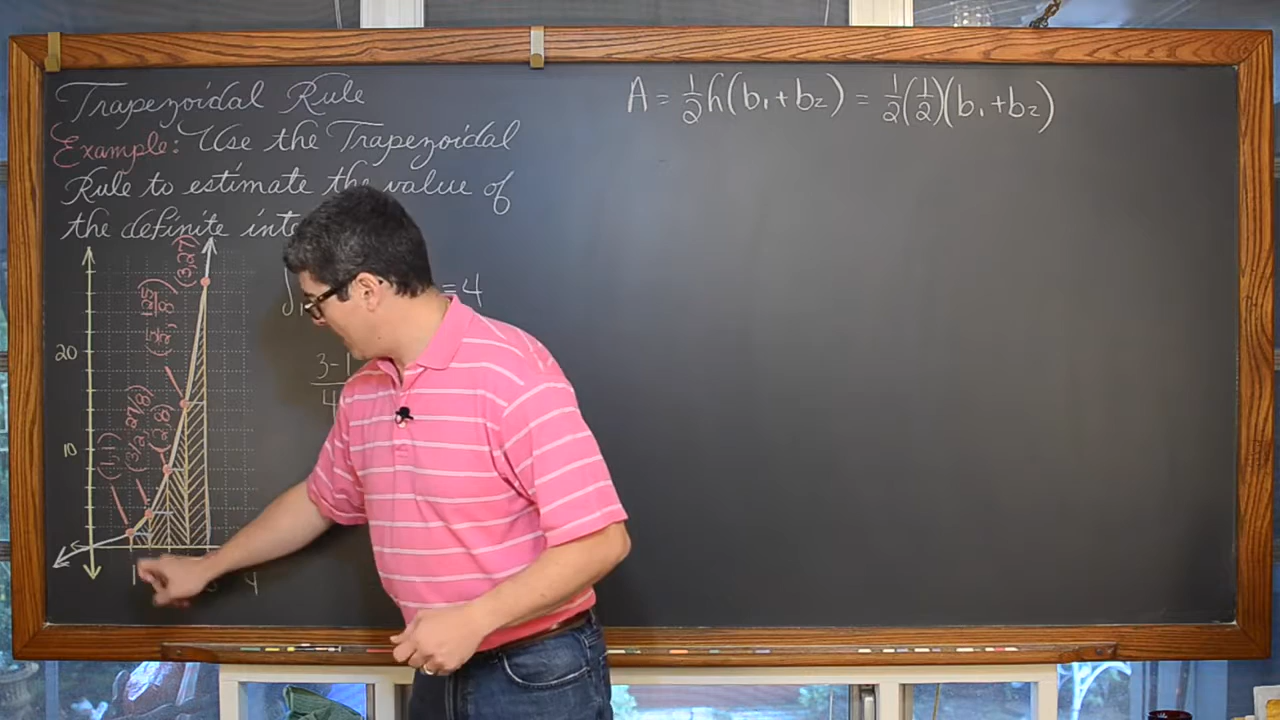 Trapezoidal Rule
Example: Use the Trapezoidal
Rule to estimate the value of
the definite inte
∫ =4
3-1
4
A = 1/2 h(b₁+b₂) = 1/2 (1/2)(b₁+b₂)
(3,27)
(5/2, 125/8)
(2,8)
(3/2, 27/8)
(1,1)
20
10
1 4